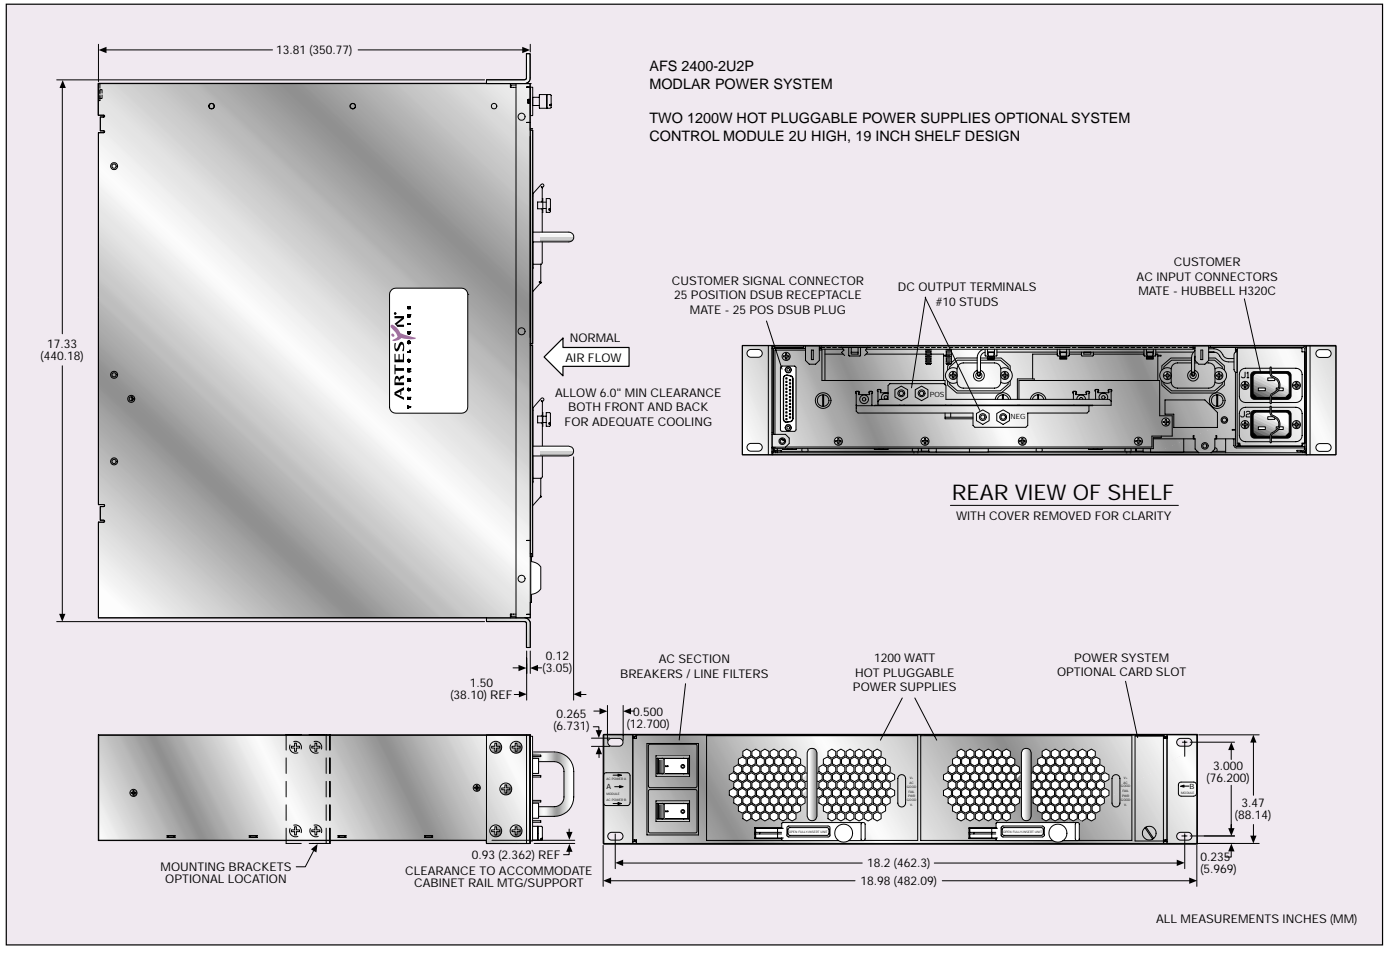 13.81 (350.77)
AFS 2400-2U2P
MODLAR POWER SYSTEM
TWO 1200W HOT PLUGGABLE POWER SUPPLIES OPTIONAL SYSTEM
CONTROL MODULE 2U HIGH, 19 INCH SHELF DESIGN
17.33
(440.18)
ARTESYN
NORMAL
AIR FLOW
ALLOW 6.0" MIN CLEARANCE
BOTH FRONT AND BACK
FOR ADEQUATE COOLING
CUSTOMER SIGNAL CONNECTOR
25 POSITION DSUB RECEPTACLE
MATE - 25 POS DSUB PLUG
DC OUTPUT TERMINALS
#10 STUDS
CUSTOMER
AC INPUT CONNECTORS
MATE - HUBBELL H320C
POS
NEG
J1
J2
REAR VIEW OF SHELF
WITH COVER REMOVED FOR CLARITY
0.12
(3.05)
1.50
(38.10) REF
AC SECTION
BREAKERS / LINE FILTERS
1200 WATT
HOT PLUGGABLE
POWER SUPPLIES
POWER SYSTEM
OPTIONAL CARD SLOT
0.265
(6.731)
0.500
(12.700)
AC POWER A
A
MODULE
AC POWER B
B
MODULE
3.000
(76.200)
3.47
(88.14)
0.235
(5.969)
18.2 (462.3)
18.98 (482.09)
MOUNTING BRACKETS
OPTIONAL LOCATION
0.93 (2.362) REF
CLEARANCE TO ACCOMMODATE
CABINET RAIL MTG/SUPPORT
ALL MEASUREMENTS INCHES (MM)